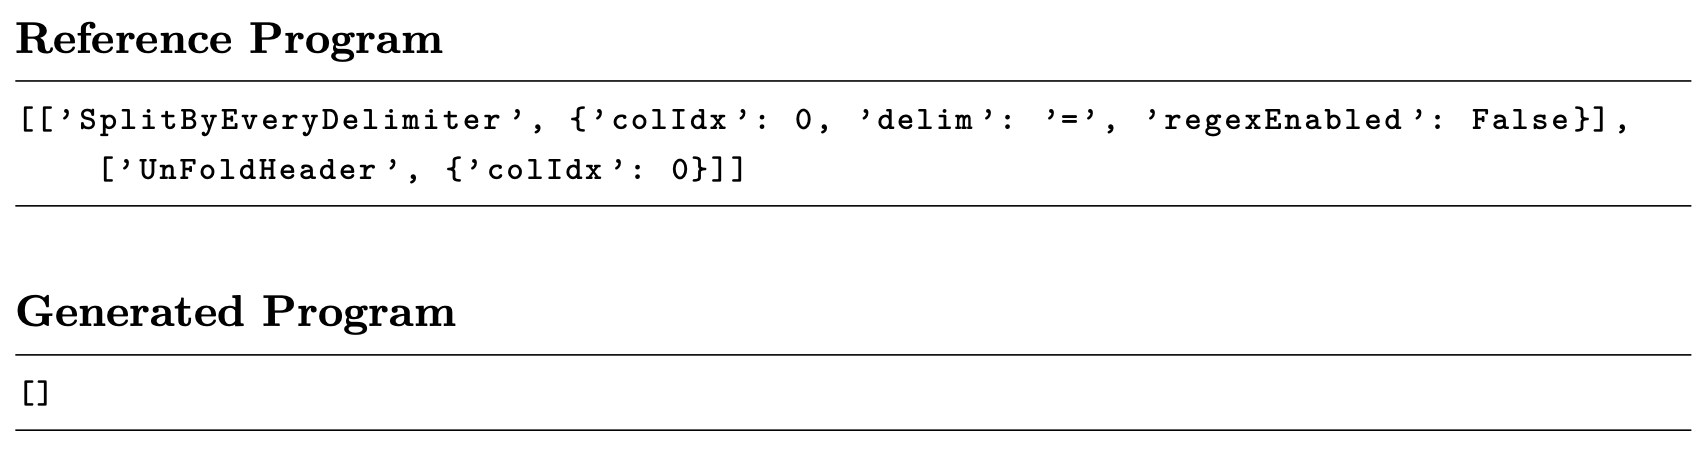 Reference Program
[['SplitByEveryDelimiter', {'colIdx': 0, 'delim': '=', 'regexEnabled': False}],
['UnFoldHeader', {'colIdx': 0}]]
Generated Program
[]